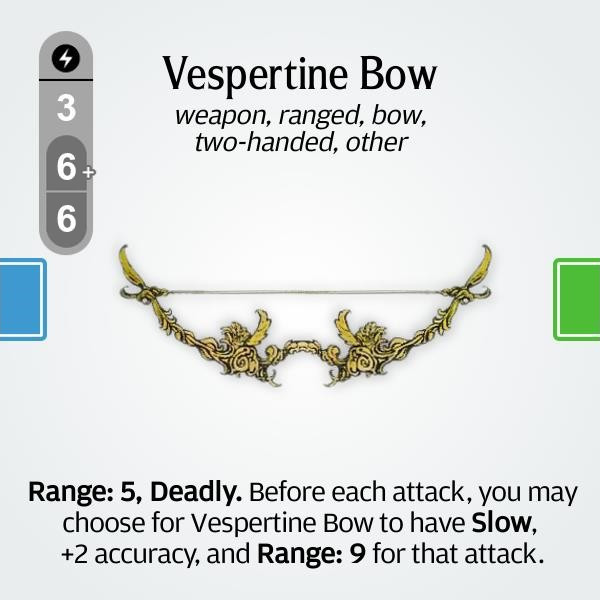 Vespertine Bow
weapon, ranged, bow,
two-handed, other
3
6+
6
Range: 5, Deadly. Before each attack, you may
choose for Vespertine Bow to have Slow,
+2 accuracy, and Range: 9 for that attack.